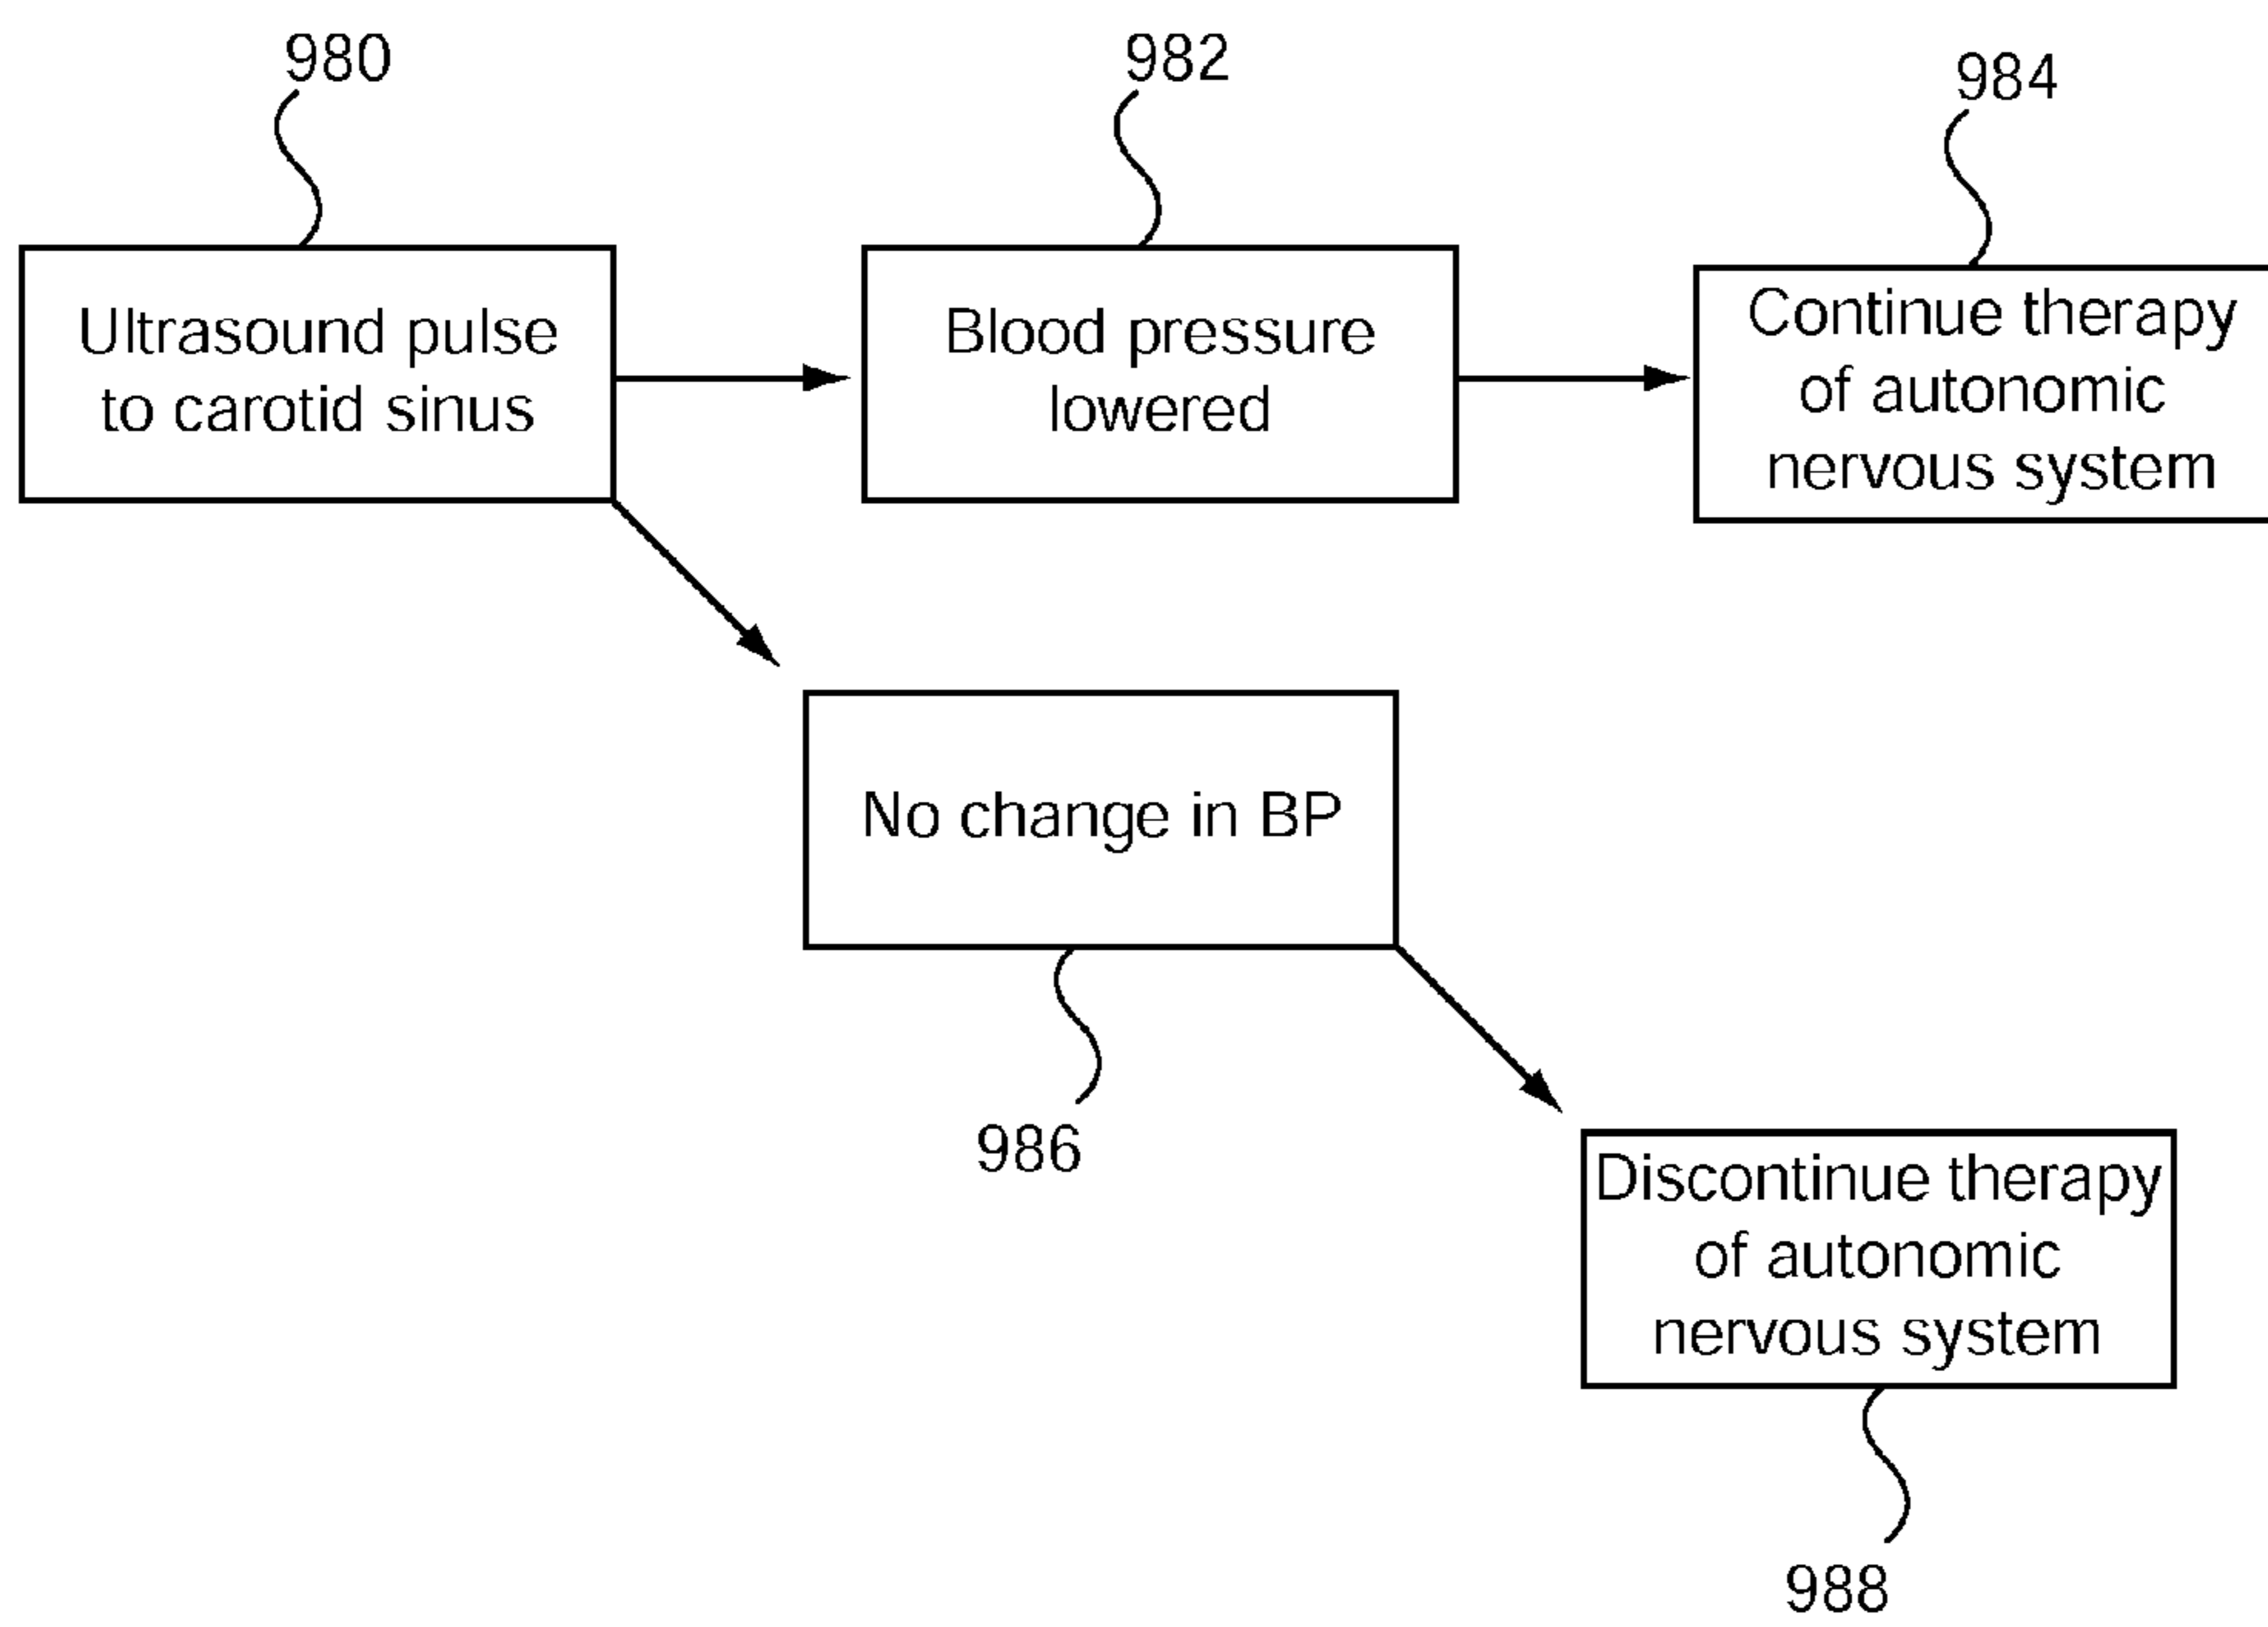 980
982
984
Ultrasound pulse
to carotid sinus
Blood pressure
lowered
Continue therapy
of autonomic
nervous system
No change in BP
986
Discontinue therapy
of autonomic
nervous system
988